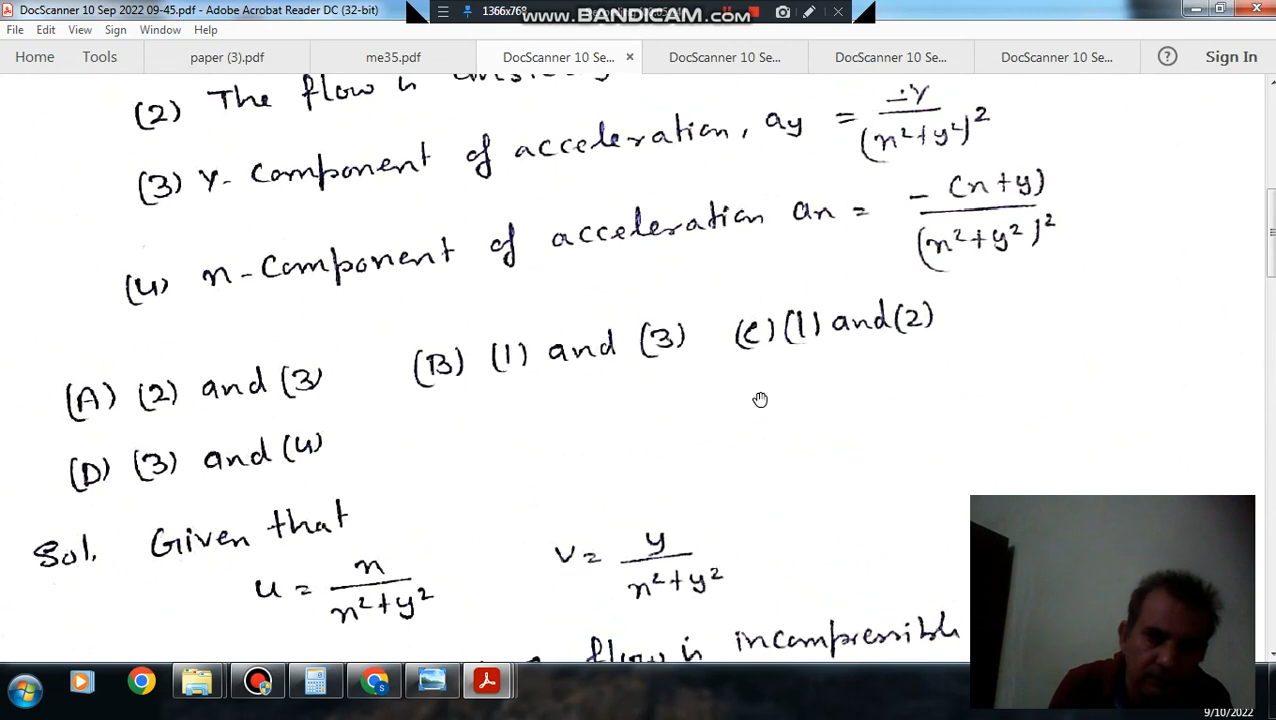 DocScanner 10 Sep 2022 09-45.pdf - Adobe Acrobat Reader DC (32-bit)
1366x768
www.BANDICAM.com
File Edit View Sign Window Help
Home Tools paper (3).pdf me35.pdf DocScanner 10 Se... × DocScanner 10 Se... DocScanner 10 Se... DocScanner 10 Se... Sign In
(2) The flow is
(3) Y- Component of acceleration, ay = -y / (x²+y²)²
(4) x-Component of acceleration ax = -(x+y) / (x²+y²)²
(A) (2) and (3) (B) (1) and (3) (C) (1) and (2)
(D) (3) and (4)
Sol. Given that
u = x / x²+y² v = y / x²+y²
flow is incompressible
9/10/2022